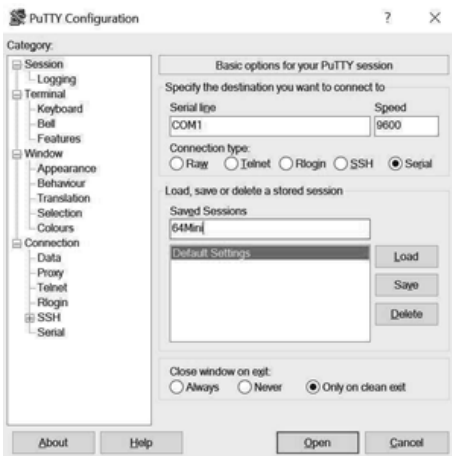 PuTTY Configuration
?
Category:
Session
Logging
Terminal
Keyboard
Bell
Features
Window
Appearance
Behaviour
Translation
Selection
Colours
Connection
Data
Proxy
Telnet
Rlogin
SSH
Serial
Basic options for your PuTTY session
Specify the destination you want to connect to
Serial line Speed
COM1 9600
Connection type:
Raw Telnet Rlogin SSH Serial
Load, save or delete a stored session
Saved Sessions
64Mini
Default Settings
Load
Save
Delete
Close window on exit:
Always Never Only on clean exit
About Help Open Cancel